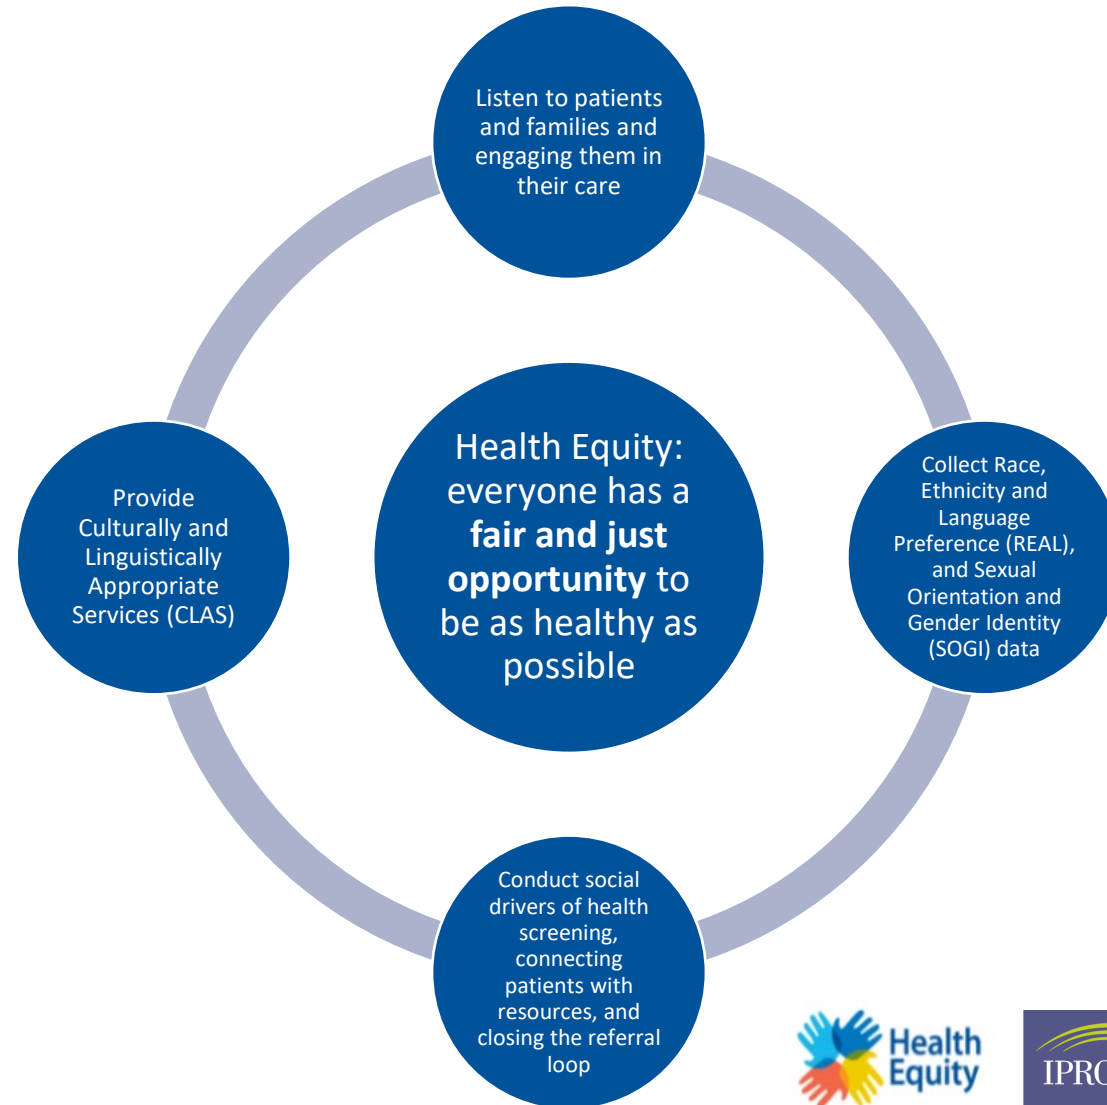 Listen to patients
and families and
engaging them in
their care
Health Equity:
everyone has a
fair and just
opportunity to
be as healthy as
possible
Provide
Culturally and
Linguistically
Appropriate
Services (CLAS)
Collect Race,
Ethnicity and
Language
Preference (REAL),
and Sexual
Orientation and
Gender Identity
(SOGI) data
Conduct social
drivers of health
screening,
connecting
patients with
resources, and
closing the referral
loop
Health
Equity
IPRO